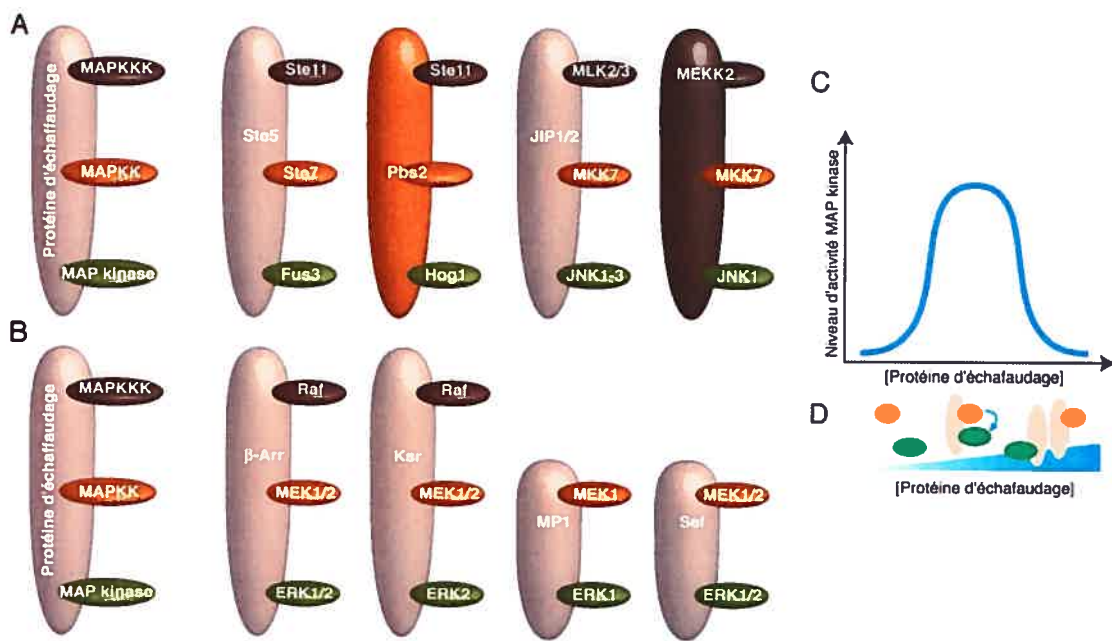 A
Protéine d'échaffaudage
MAPKKK
MAPKK
MAP kinase
Ste5
Ste11
Ste7
Fus3
Ste11
Pbs2
Hog1
JIP1/2
MLK2/3
MKK7
JNK1-3
MEKK2
MKK7
JNK1
B
Protéine d'échaffaudage
MAPKKK
MAPKK
MAP kinase
β-Arr
Raf
MEK1/2
ERK1/2
Ksr
Raf
MEK1/2
ERK2
MP1
MEK1
ERK1
Sef
MEK1/2
ERK1/2
C
Niveau d'activité MAP kinase
[Protéine d'échafaudage]
D
[Protéine d'échafaudage]